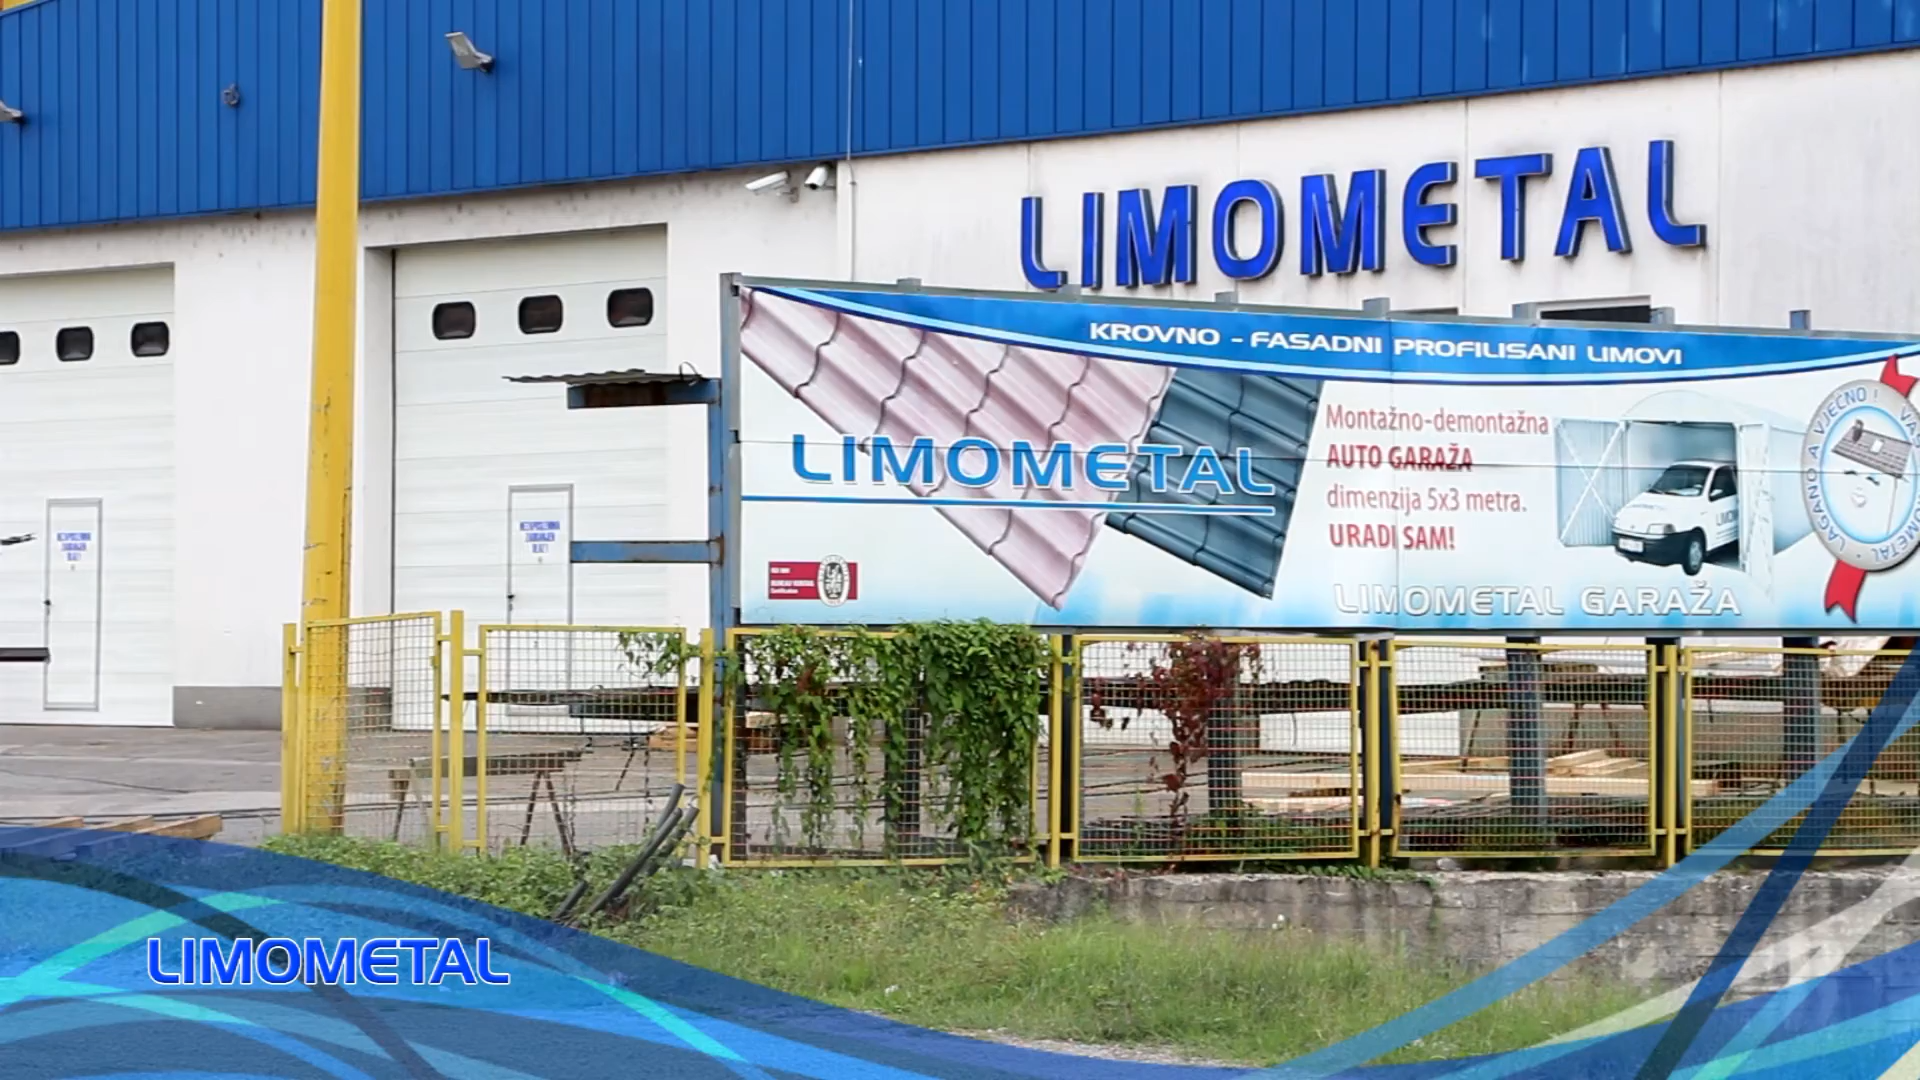 LIMOMETAL
KROVNO - FASADNI PROFILISANI LIMOVI
LIMOMETAL
Montažno-demontažna
AUTO GARAŽA
dimenzija 5x3 metra.
URADI SAM!
LIMOMETAL GARAŽA
LAGANO A VJEČNO!
LIMOMETAL